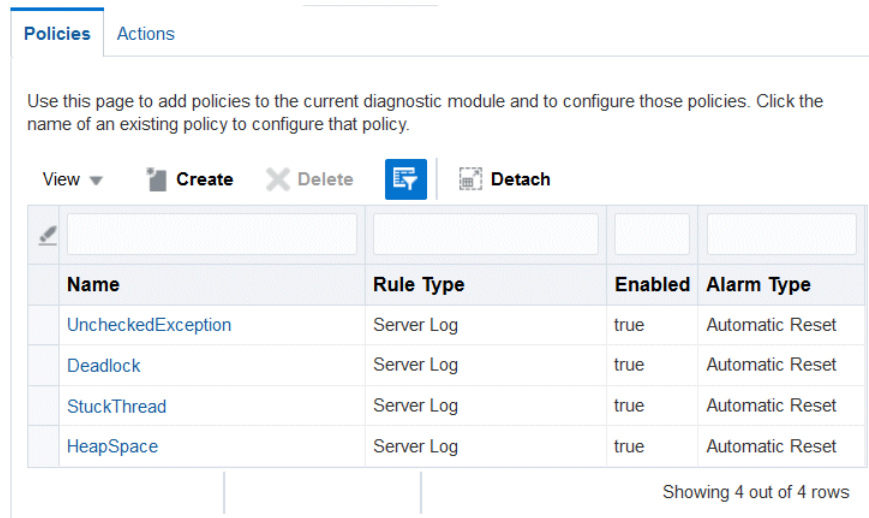 Policies Actions
Use this page to add policies to the current diagnostic module and to configure those policies. Click the
name of an existing policy to configure that policy.
View Create Delete Detach
Name Rule Type Enabled Alarm Type
UncheckedException Server Log true Automatic Reset
Deadlock Server Log true Automatic Reset
StuckThread Server Log true Automatic Reset
HeapSpace Server Log true Automatic Reset
Showing 4 out of 4 rows